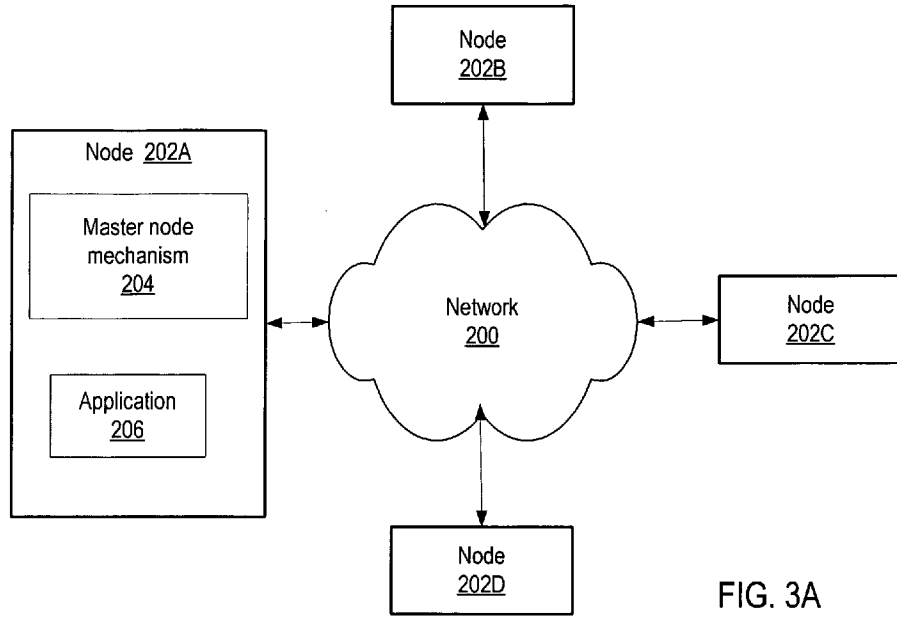 Node
202B
Node 202A
Master node
mechanism
204
Application
206
Network
200
Node
202C
Node
202D
FIG. 3A